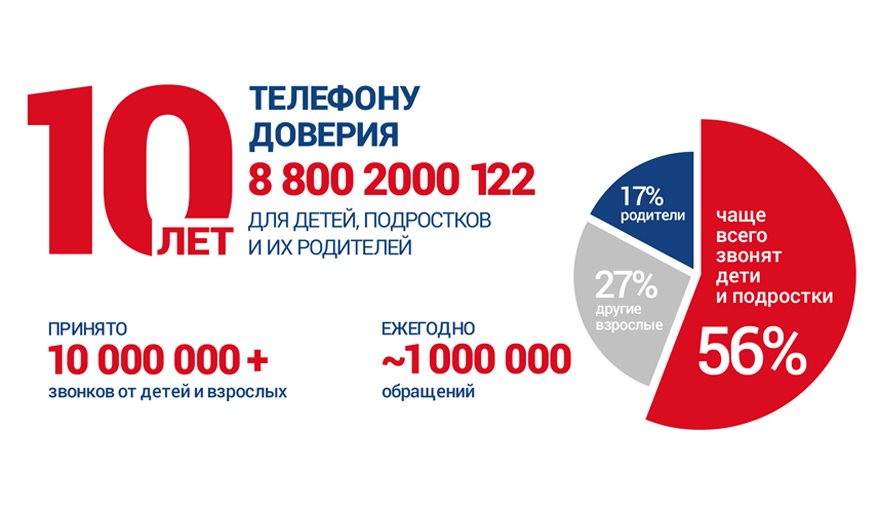 10 ЛЕТ
ТЕЛЕФОНУ
ДОВЕРИЯ
8 800 2000 122
ДЛЯ ДЕТЕЙ, ПОДРОСТКОВ
И ИХ РОДИТЕЛЕЙ
ПРИНЯТО
10 000 000 +
звонков от детей и взрослых
ЕЖЕГОДНО
~1 000 000
обращений
17%
родители
27%
другие
взрослые
чаще
всего
звонят
дети
и подростки
56%